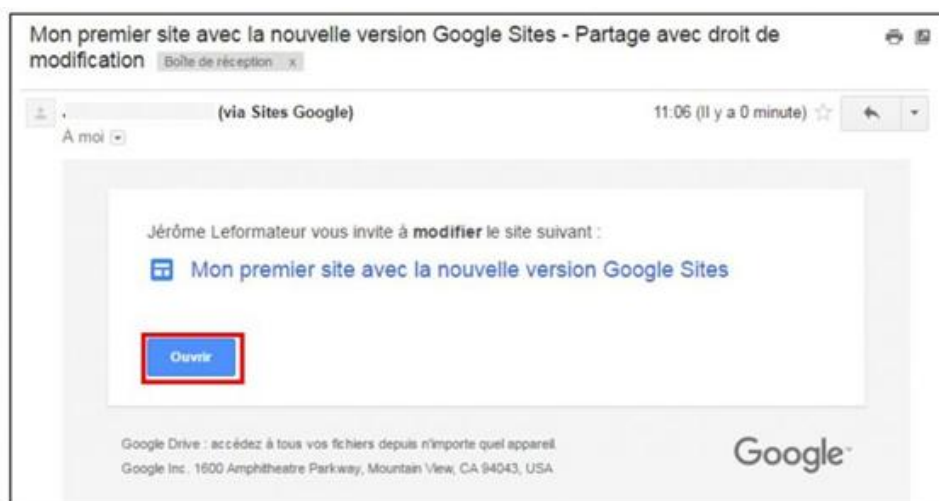 Mon premier site avec la nouvelle version Google Sites - Partage avec droit de
modification Boîte de réception x
(via Sites Google) 11:06 (Il y a 0 minute)
À moi
Jérôme Leformateur vous invite à modifier le site suivant :
Mon premier site avec la nouvelle version Google Sites
Ouvrir
Google Drive : accédez à tous vos fichiers depuis n'importe quel appareil.
Google Inc. 1600 Amphitheatre Parkway, Mountain View, CA 94043, USA
Google